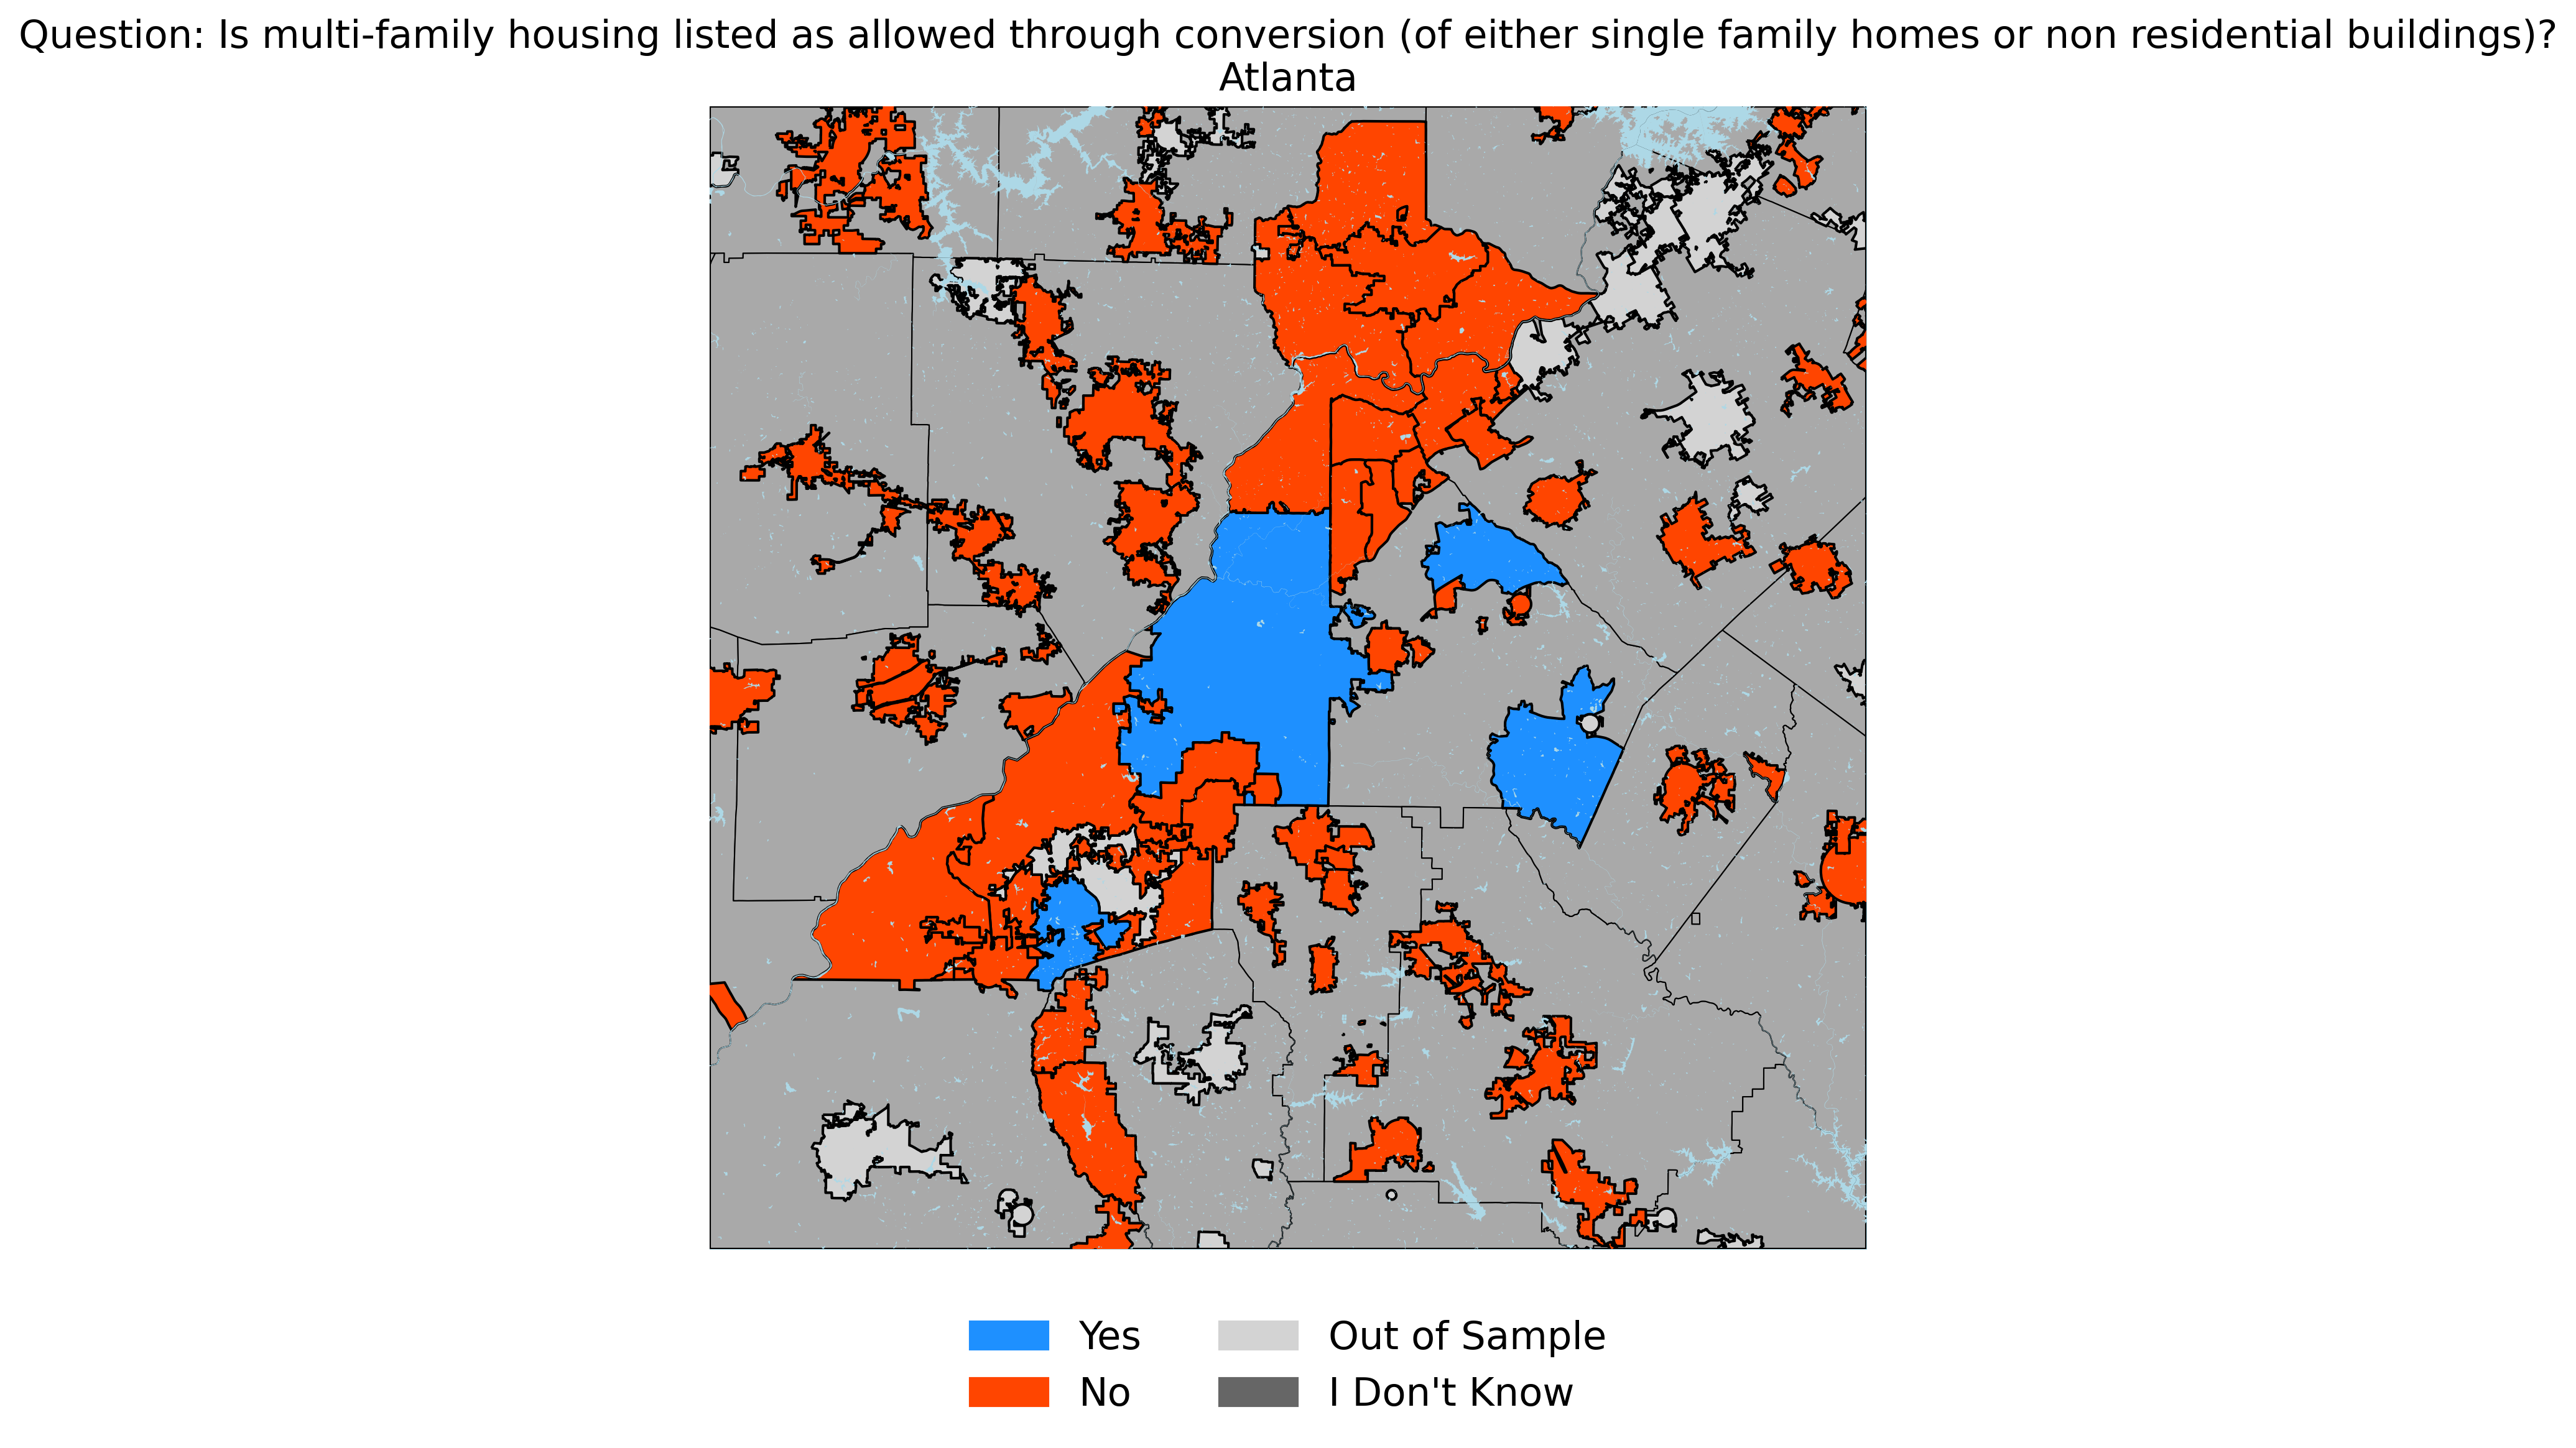 Question: Is multi-family housing listed as allowed through conversion (of either single family homes or non residential buildings)?
Atlanta
Yes
No
Out of Sample
I Don't Know